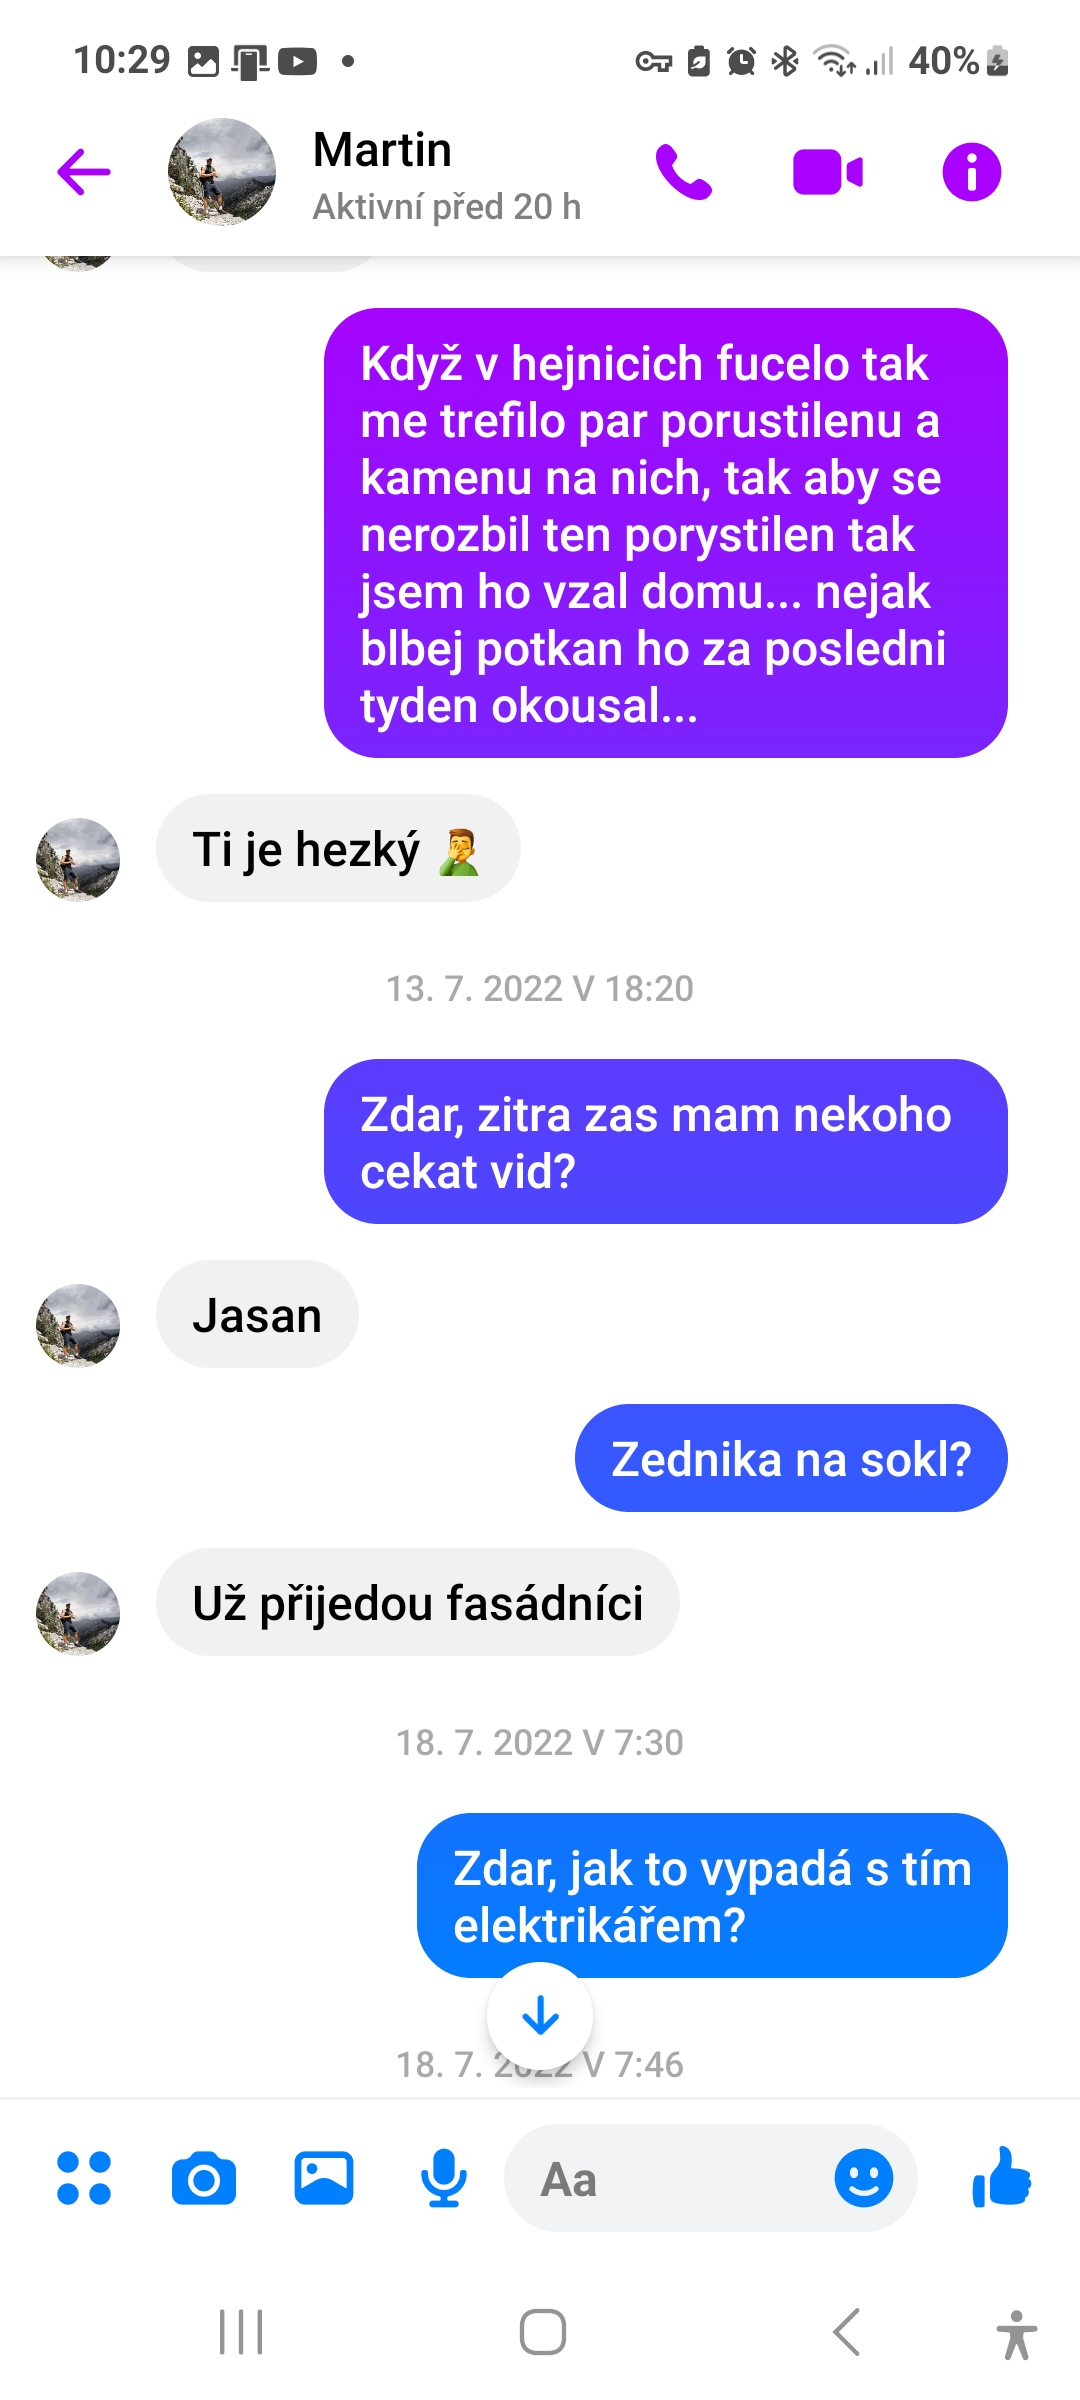 10:29
40%
Martin
Aktivní před 20 h
Když v hejnicich fucelo tak
me trefilo par porustilenu a
kamenu na nich, tak aby se
nerozbil ten porystilen tak
jsem ho vzal domu... nejak
blbej potkan ho za posledni
tyden okousal...
Ti je hezký 🤦‍♂️
13. 7. 2022 V 18:20
Zdar, zitra zas mam nekoho
cekat vid?
Jasan
Zednika na sokl?
Už přijedou fasádníci
18. 7. 2022 V 7:30
Zdar, jak to vypadá s tím
elektrikářem?
18. 7. 2022 V 7:46
Aa